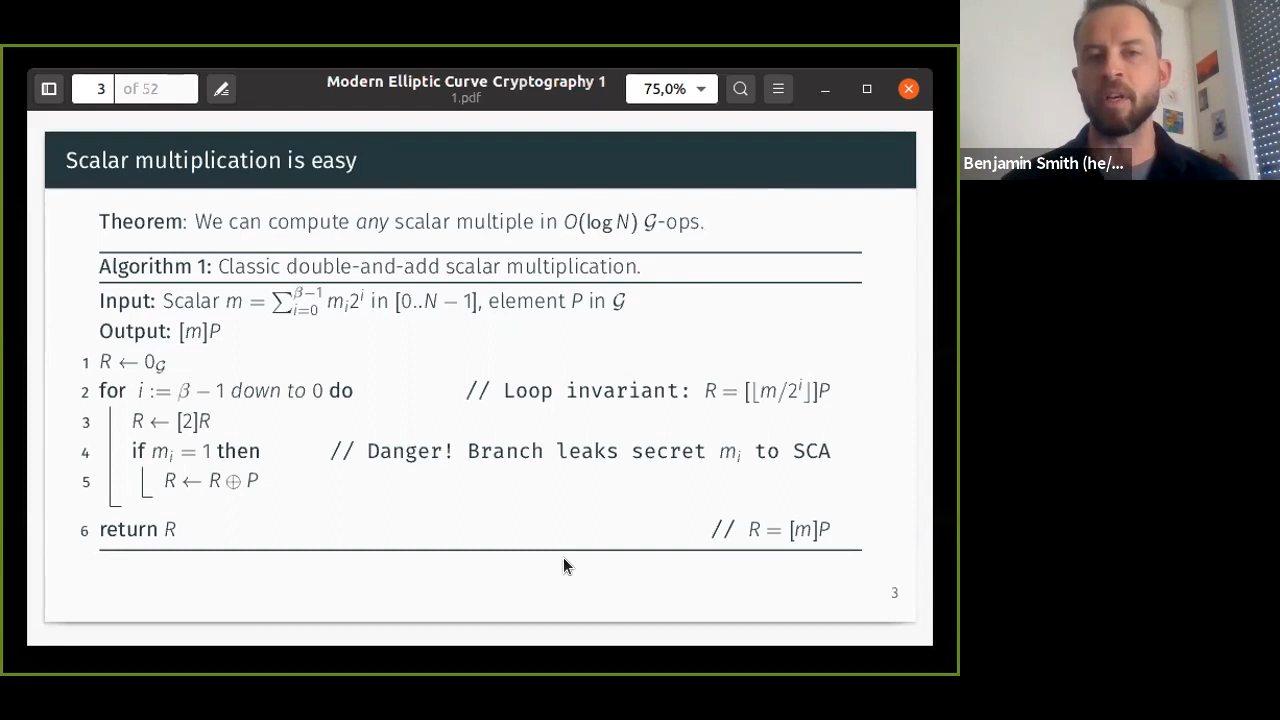 Modern Elliptic Curve Cryptography 1
3 of 52
75,0%
1.pdf
Scalar multiplication is easy
Theorem: We can compute any scalar multiple in O(log N) 𝒢-ops.
Algorithm 1: Classic double-and-add scalar multiplication.
Input: Scalar m = ∑_{i=0}^{β−1} m_i2^i in [0..N − 1], element P in 𝒢
Output: [m]P
1 R ← 0_𝒢
2 for i := β − 1 down to 0 do // Loop invariant: R = [⌊m/2^i⌋]P
3 R ← [2]R
4 if m_i = 1 then // Danger! Branch leaks secret m_i to SCA
5 R ← R ⊕ P
6 return R // R = [m]P
3
Benjamin Smith (he/...